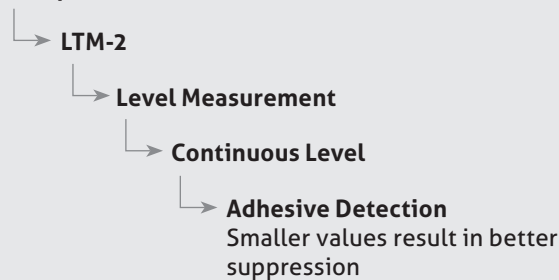 LTM-2
Level Measurement
Continuous Level
Adhesive Detection
Smaller values result in better
suppression